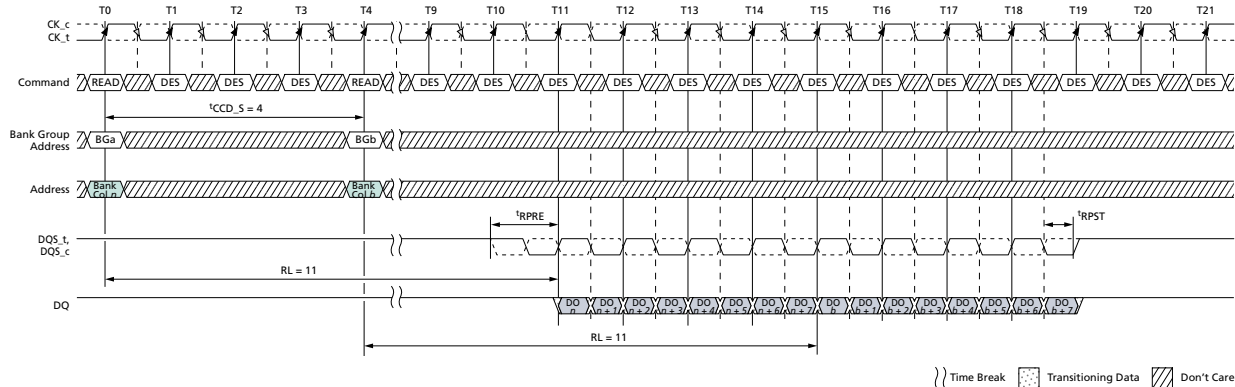 T0 T1 T2 T3 T4 T9 T10 T11 T12 T13 T14 T15 T16 T17 T18 T19 T20 T21
CK_c
CK_t
Command READ DES DES DES READ DES DES DES DES DES DES DES DES DES DES DES DES DES
tCCD_S = 4
Bank Group
Address
BGa BGb
Address
Bank
Col n
Bank
Col b
tRPRE tRPST
DQS_t,
DQS_c
RL = 11
DQ
DO n DO n + 1 DO n + 2 DO n + 3 DO n + 4 DO n + 5 DO n + 6 DO n + 7 DO b DO b + 1 DO b + 2 DO b + 3 DO b + 4 DO b + 5 DO b + 6 DO b + 7
RL = 11
Time Break Transitioning Data Don't Care